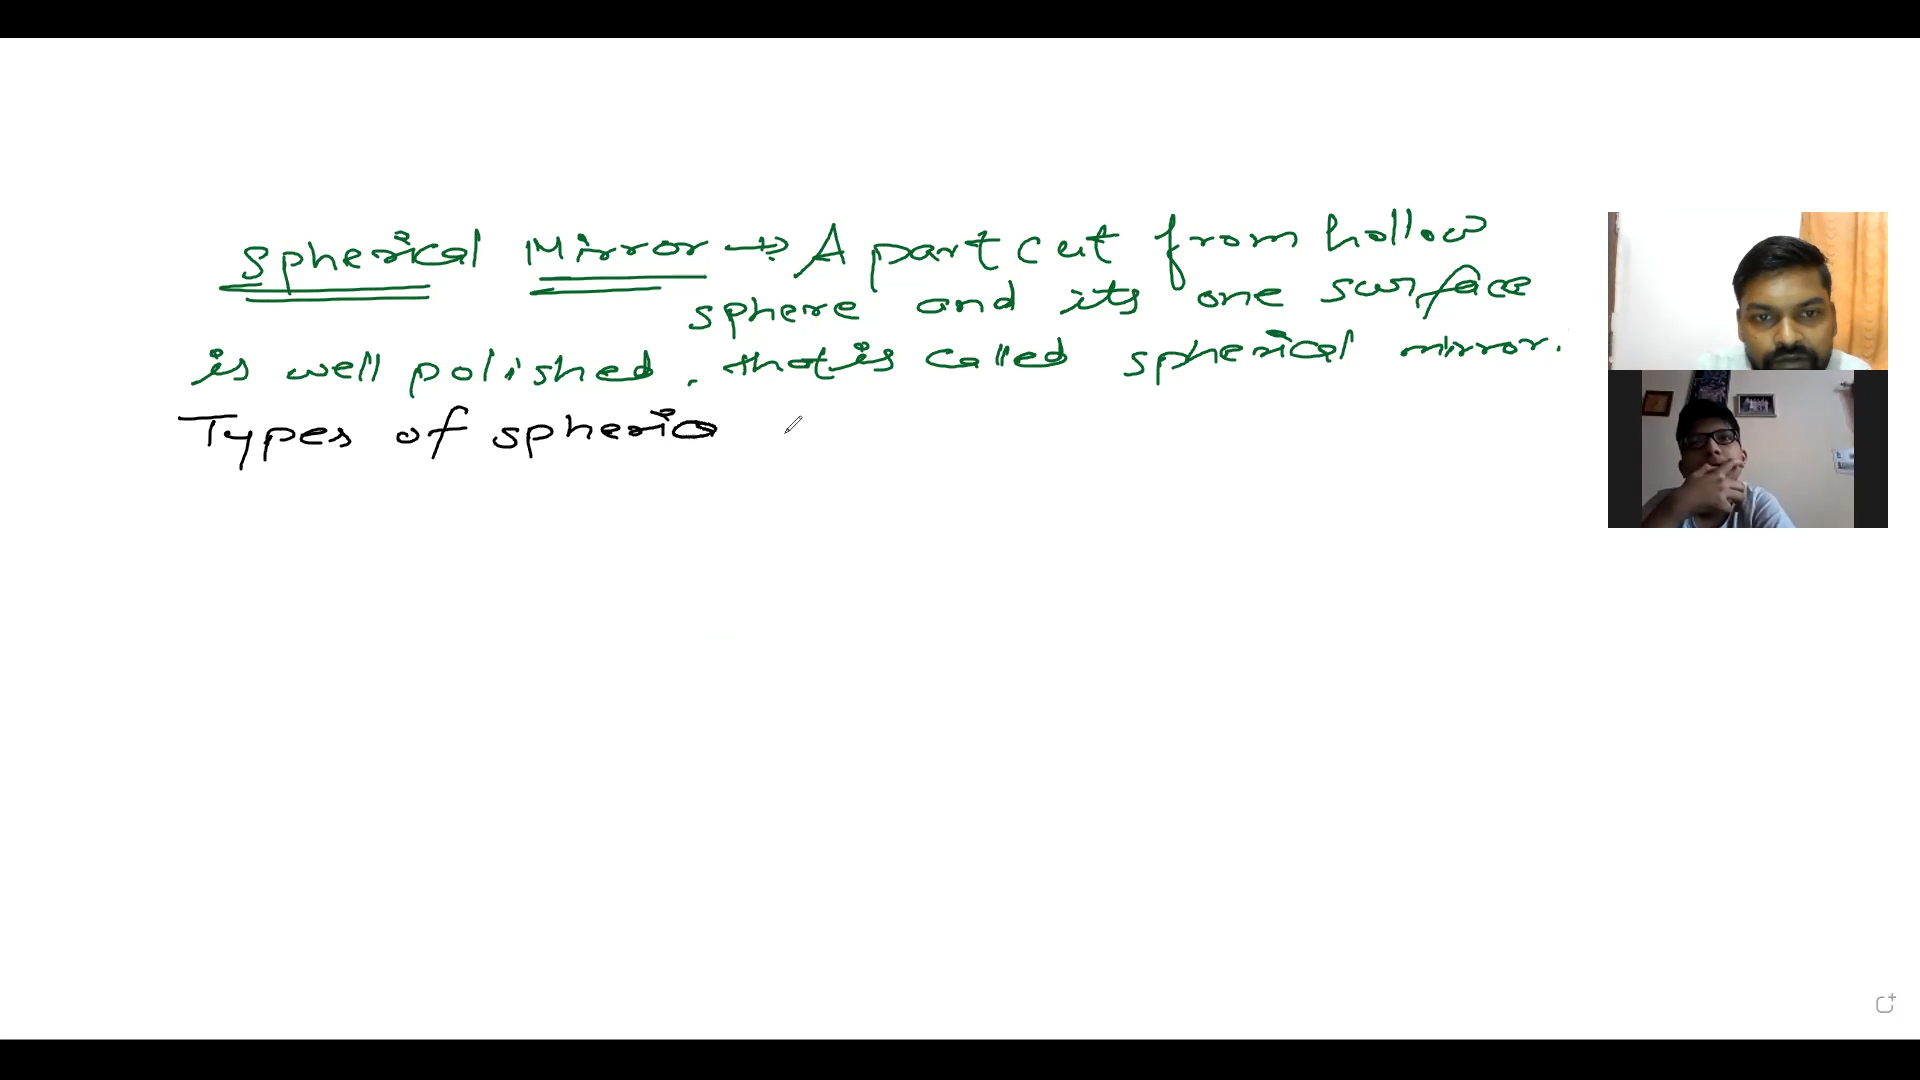 Spherical Mirror → A part cut from hollow
sphere and its one surface
is well polished. that is called spherical mirror.
Types of spheric